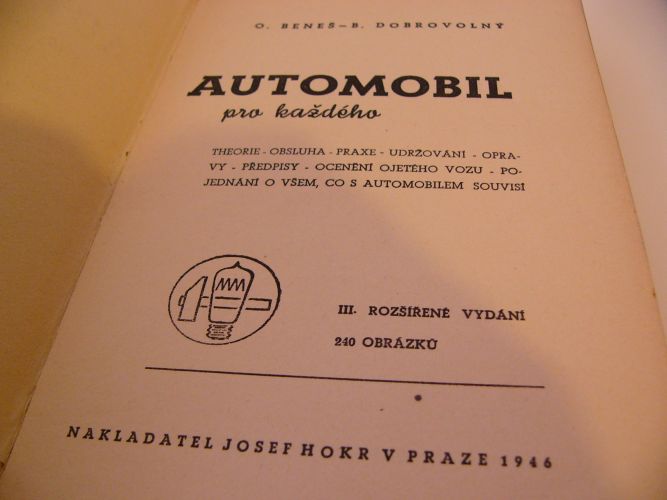 O. BENEŠ—B. DOBROVOLNÝ
AUTOMOBIL
pro každého
THEORIE - OBSLUHA - PRAXE - UDRŽOVÁNÍ - OPRA-
VY - PŘEDPISY - OCENĚNÍ OJETÉHO VOZU - PO-
JEDNÁNÍ O VŠEM, CO S AUTOMOBILEM SOUVISÍ
III. ROZŠÍŘENÉ VYDÁNÍ
240 OBRÁZKŮ
NAKLADATEL JOSEF HOKR V PRAZE 1946